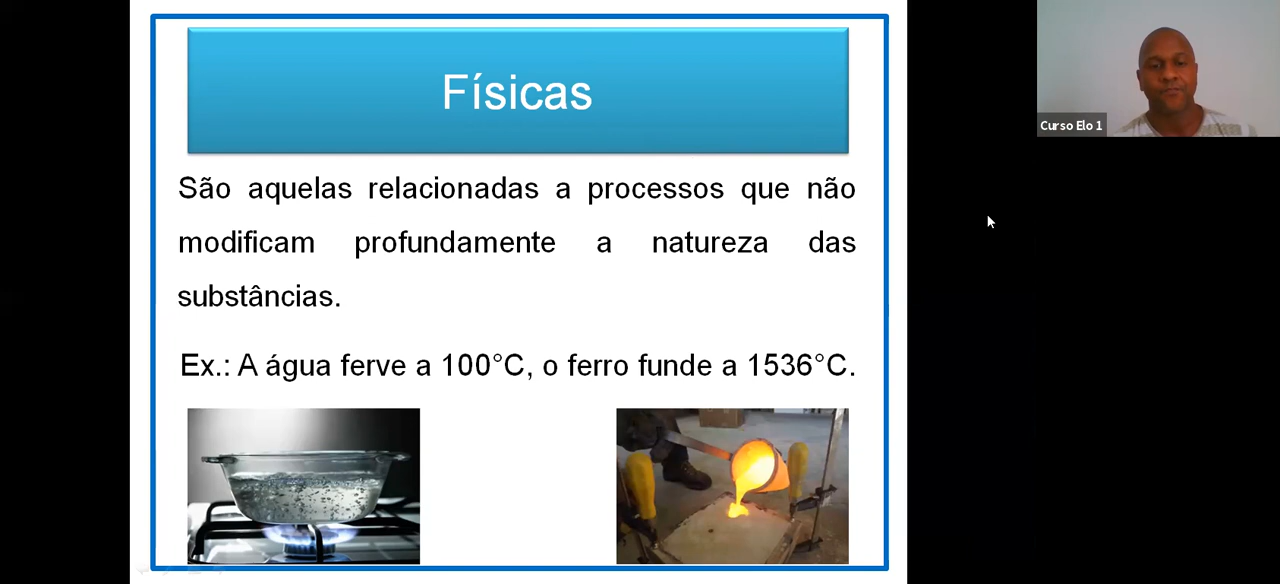 Físicas
São aquelas relacionadas a processos que não
modificam profundamente a natureza das
substâncias.
Ex.: A água ferve a 100°C, o ferro funde a 1536°C.
Curso Elo 1